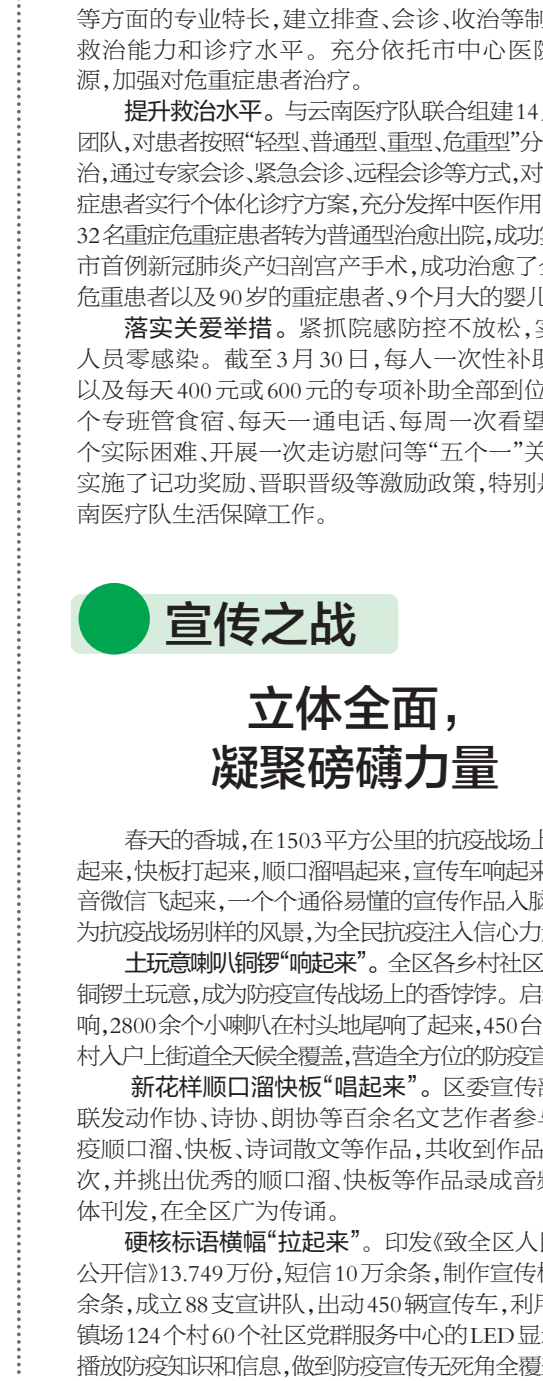 等方面的专业特长,建立排查、会诊、收治等制
救治能力和诊疗水平。充分依托市中心医院
源,加强对危重症患者治疗。
提升救治水平。与云南医疗队联合组建14
团队,对患者按照“轻型、普通型、重型、危重型”分
治,通过专家会诊、紧急会诊、远程会诊等方式,对
症患者实行个体化诊疗方案,充分发挥中医作用
32名重症危重症患者转为普通型治愈出院,成功
市首例新冠肺炎产妇剖宫产手术,成功治愈了
危重患者以及90岁的重症患者、9个月大的婴儿
落实关爱举措。紧抓院感防控不放松,实
人员零感染。截至3月30日,每人一次性补助
以及每天400元或600元的专项补助全部到位
个专班管食宿、每天一通电话、每周一次看望
个实际困难、开展一次走访慰问等“五个一”关
实施了记功奖励、晋职晋级等激励政策,特别是
南医疗队生活保障工作。
宣传之战
立体全面,
凝聚磅礴力量
春天的香城,在1503平方公里的抗疫战场上
起来,快板打起来,顺口溜唱起来,宣传车响起来
音微信飞起来,一个个通俗易懂的宣传作品入脑
为抗疫战场别样的风景,为全民抗疫注入信心力量
土玩意喇叭铜锣“响起来”。全区各乡村社区
铜锣土玩意,成为防疫宣传战场上的香饽饽。启
响,2800余个小喇叭在村头地尾响了起来,450台
村入户上街道全天候全覆盖,营造全方位的防疫宣
新花样顺口溜快板“唱起来”。区委宣传部
联发动作协、诗协、朗协等百余名文艺作者参与
疫顺口溜、快板、诗词散文等作品,共收到作品
次,并挑出优秀的顺口溜、快板等作品录成音频
体刊发,在全区广为传诵。
硬核标语横幅“拉起来”。印发《致全区人民
公开信》13.749万份,短信10万余条,制作宣传横
余条,成立88支宣讲队,出动450辆宣传车,利用
镇场124个村60个社区党群服务中心的LED显
播放防疫知识和信息,做到防疫宣传无死角全覆